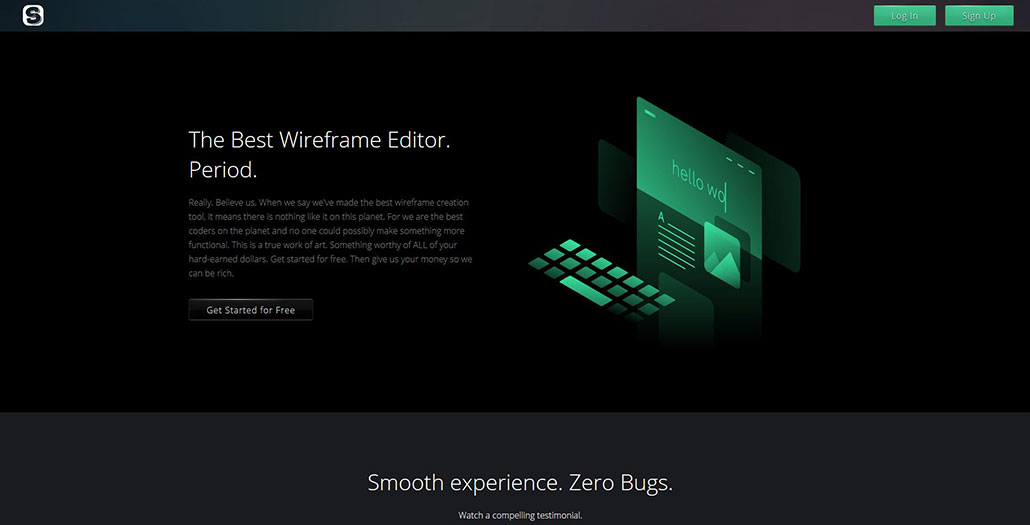 S
Log In
Sign Up
The Best Wireframe Editor.
Period.
Really. Believe us. When we say we've made the best wireframe creation
tool, it means there is nothing like it on this planet. For we are the best
coders on the planet and no one could possibly make something more
functional. This is a true work of art. Something worthy of ALL of your
hard-earned dollars. Get started for free. Then give us your money so we
can be rich.
Get Started for Free
hello wo
A
Smooth experience. Zero Bugs.
Watch a compelling testimonial.